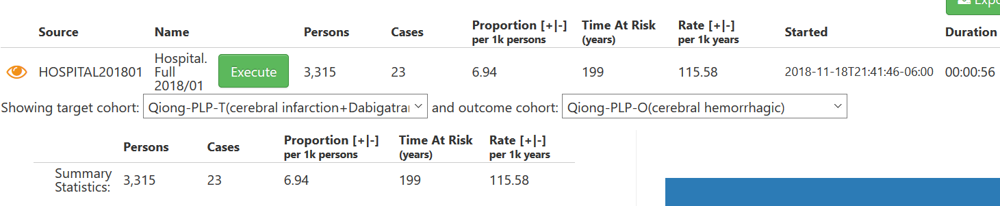 Expo
Source Name Persons Cases Proportion [+|-] per 1k persons Time At Risk (years) Rate [+|-] per 1k years Started Duration
HOSPITAL201801 Hospital. Full 2018/01 Execute 3,315 23 6.94 199 115.58 2018-11-18T21:41:46-06:00 00:00:56
Showing target cohort: Qiong-PLP-T(cerebral infarction+Dabigatra and outcome cohort: Qiong-PLP-O(cerebral hemorrhagic)
Persons Cases Proportion [+|-] per 1k persons Time At Risk (years) Rate [+|-] per 1k years
Summary Statistics: 3,315 23 6.94 199 115.58